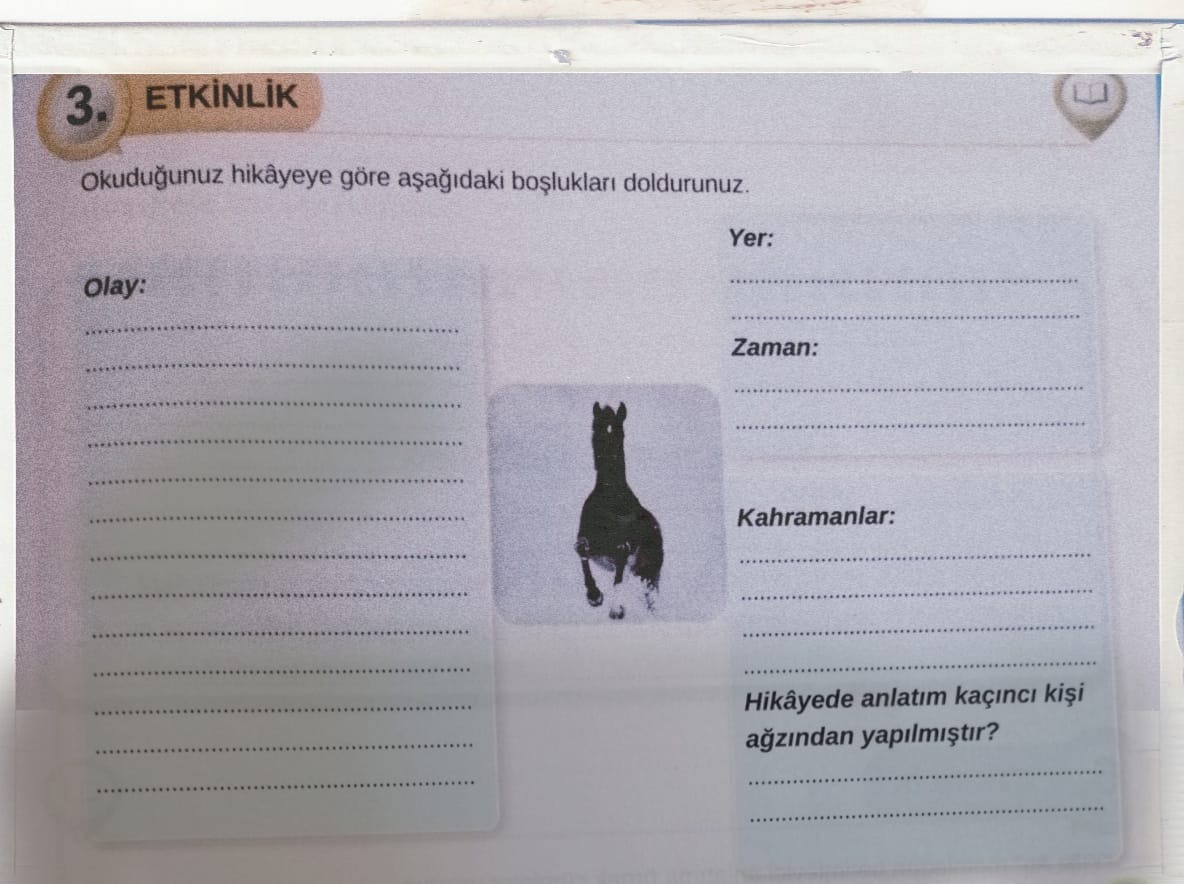 3. ETKİNLİK
Okuduğunuz hikâyeye göre aşağıdaki boşlukları doldurunuz.
Olay:
Yer:
Zaman:
Kahramanlar:
Hikâyede anlatım kaçıncı kişi
ağzından yapılmıştır?